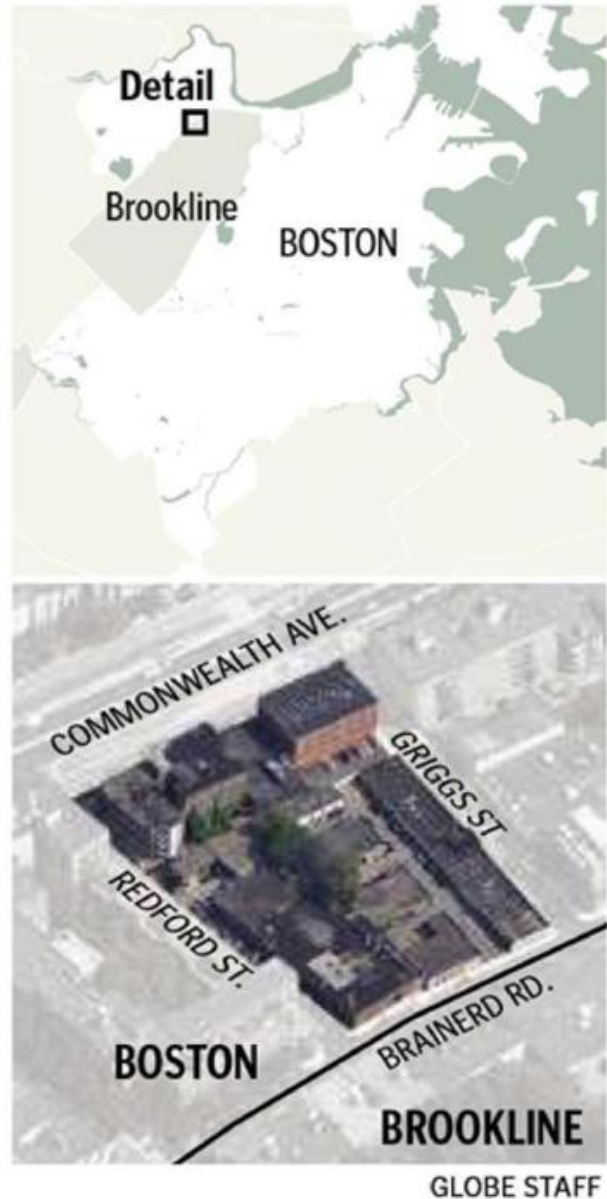 Detail
Brookline
BOSTON
COMMONWEALTH AVE.
GRIGGS ST
REDFORD ST.
BRAINERD RD.
BOSTON
BROOKLINE
GLOBE STAFF